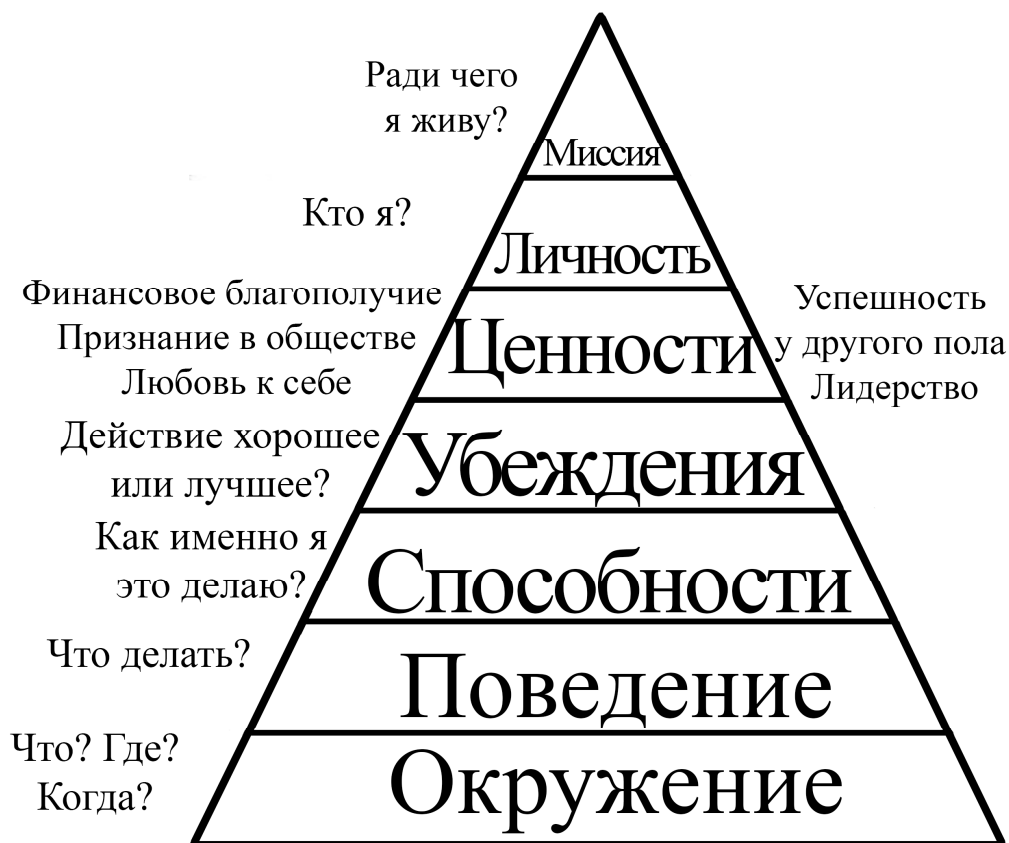 Ради чего
я живу?
Миссия
Кто я?
Личность
Финансовое благополучие
Признание в обществе
Любовь к себе
Ценности
Успешность
у другого пола
Лидерство
Действие хорошее
или лучшее?
Убеждения
Как именно я
это делаю?
Способности
Что делать?
Поведение
Что? Где?
Когда?
Окружение